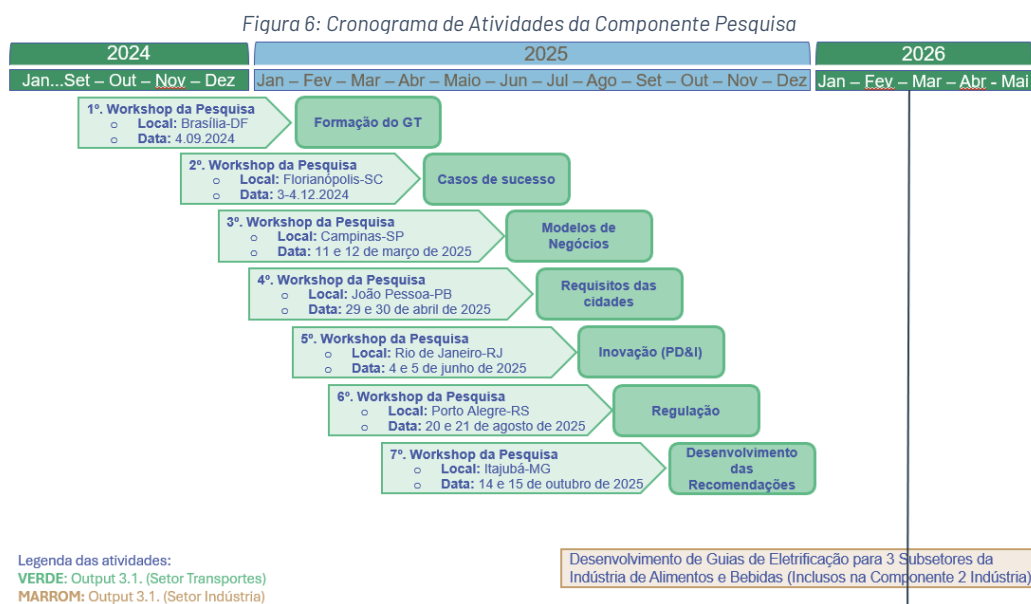 Figura 6: Cronograma de Atividades da Componente Pesquisa
2024
2025
2026
Jan...Set – Out – Nov – Dez
Jan – Fev – Mar – Abr – Maio – Jun – Jul – Ago – Set – Out – Nov – Dez
Jan – Fev – Mar – Abr - Mai
1º. Workshop da Pesquisa
o Local: Brasília-DF
o Data: 4.09.2024
Formação do GT
2º. Workshop da Pesquisa
o Local: Florianópolis-SC
o Data: 3-4.12.2024
Casos de sucesso
3º. Workshop da Pesquisa
o Local: Campinas-SP
o Data: 11 e 12 de março de 2025
Modelos de
Negócios
4º. Workshop da Pesquisa
o Local: João Pessoa-PB
o Data: 29 e 30 de abril de 2025
Requisitos das
cidades
5º. Workshop da Pesquisa
o Local: Rio de Janeiro-RJ
o Data: 4 e 5 de junho de 2025
Inovação (PD&I)
6º. Workshop da Pesquisa
o Local: Porto Alegre-RS
o Data: 20 e 21 de agosto de 2025
Regulação
7º. Workshop da Pesquisa
o Local: Itajubá-MG
o Data: 14 e 15 de outubro de 2025
Desenvolvimento
das
Recomendações
Legenda das atividades:
VERDE: Output 3.1. (Setor Transportes)
MARROM: Output 3.1. (Setor Indústria)
Desenvolvimento de Guias de Eletrificação para 3 Subsetores da
Indústria de Alimentos e Bebidas (Inclusos na Componente 2 Indústria)